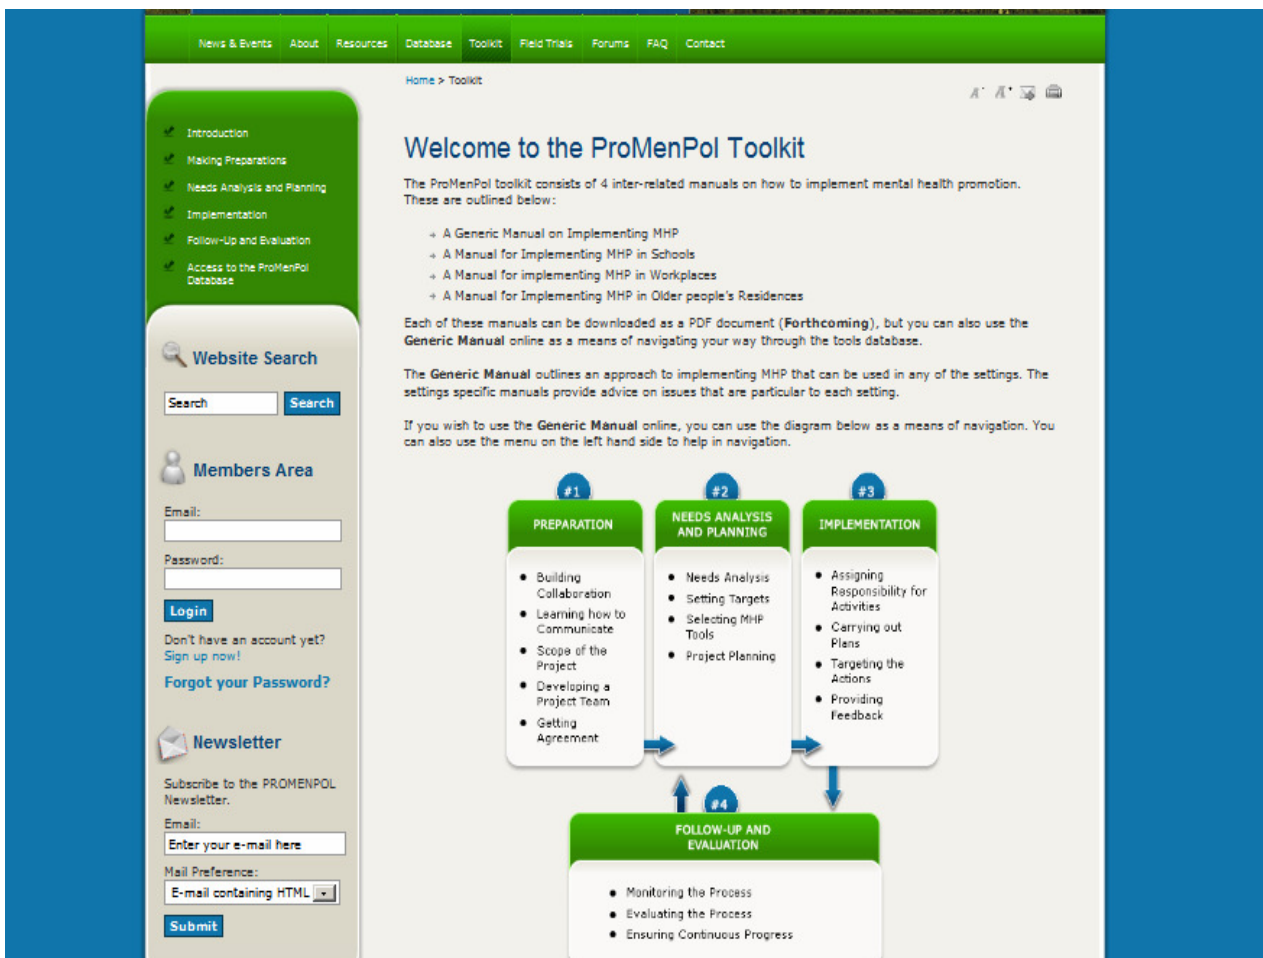 News & Events About Resources Database Toolkit Field Trials Forums FAQ Contact
Home > Toolkit
A- A+
Introduction
Making Preparations
Needs Analysis and Planning
Implementation
Follow-Up and Evaluation
Access to the ProMenPol
Database
Website Search
Search Search
Members Area
Email:
Password:
Login
Don't have an account yet?
Sign up now!
Forgot your Password?
Newsletter
Subscribe to the PROMENPOL
Newsletter.
Email:
Enter your e-mail here
Mail Preference:
E-mail containing HTML
Submit
Welcome to the ProMenPol Toolkit
The ProMenPol toolkit consists of 4 inter-related manuals on how to implement mental health promotion.
These are outlined below:
A Generic Manual on Implementing MHP
A Manual for Implementing MHP in Schools
A Manual for implementing MHP in Workplaces
A Manual for Implementing MHP in Older people's Residences
Each of these manuals can be downloaded as a PDF document (Forthcoming), but you can also use the
Generic Manual online as a means of navigating your way through the tools database.
The Generic Manual outlines an approach to implementing MHP that can be used in any of the settings. The
settings specific manuals provide advice on issues that are particular to each setting.
If you wish to use the Generic Manual online, you can use the diagram below as a means of navigation. You
can also use the menu on the left hand side to help in navigation.
#1
PREPARATION
• Building
Collaboration
• Learning how to
Communicate
• Scope of the
Project
• Developing a
Project Team
• Getting
Agreement
#2
NEEDS ANALYSIS
AND PLANNING
• Needs Analysis
• Setting Targets
• Selecting MHP
Tools
• Project Planning
#3
IMPLEMENTATION
• Assigning
Responsibility for
Activities
• Carrying out
Plans
• Targeting the
Actions
• Providing
Feedback
#4
FOLLOW-UP AND
EVALUATION
• Monitoring the Process
• Evaluating the Process
• Ensuring Continuous Progress